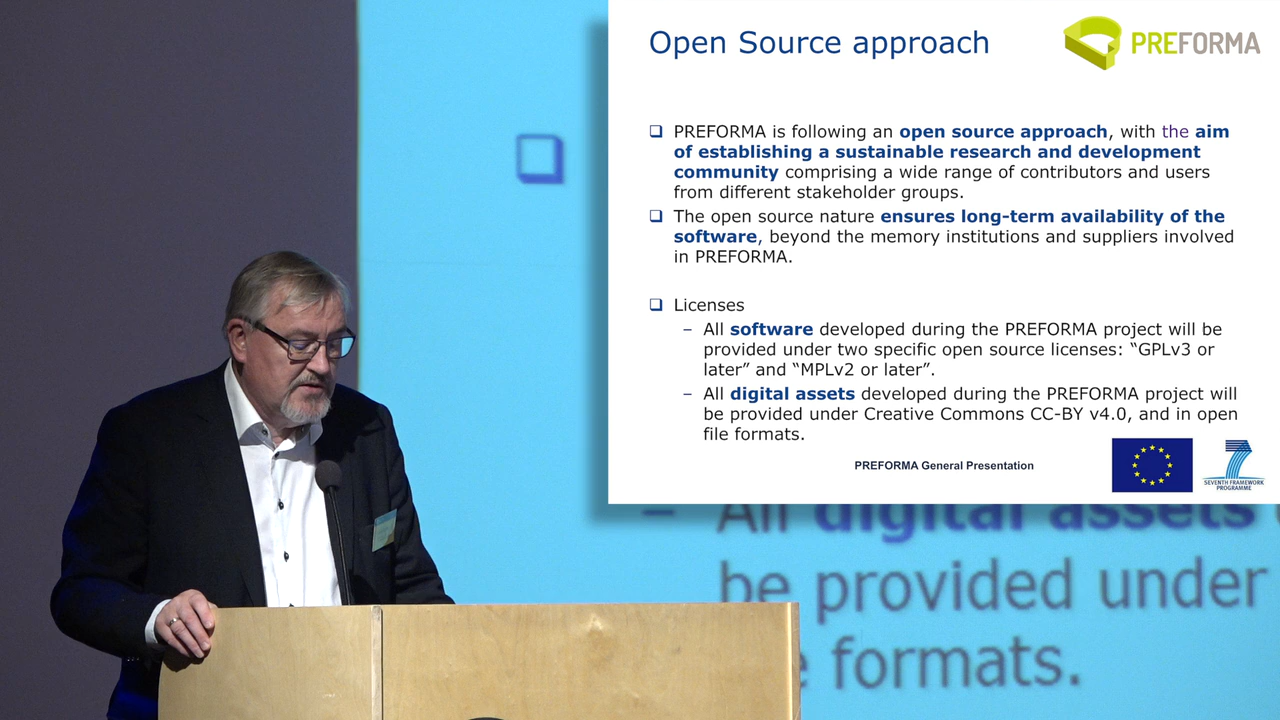 Open Source approach
PREFORMA
❑ PREFORMA is following an open source approach, with the aim
of establishing a sustainable research and development
community comprising a wide range of contributors and users
from different stakeholder groups.
❑ The open source nature ensures long-term availability of the
software, beyond the memory institutions and suppliers involved
in PREFORMA.
❑ Licenses
– All software developed during the PREFORMA project will be
provided under two specific open source licenses: “GPLv3 or
later” and “MPLv2 or later”.
– All digital assets developed during the PREFORMA project will
be provided under Creative Commons CC-BY v4.0, and in open
file formats.
PREFORMA General Presentation
SEVENTH FRAMEWORK
PROGRAMME
– All digital assets
be provided under
formats.